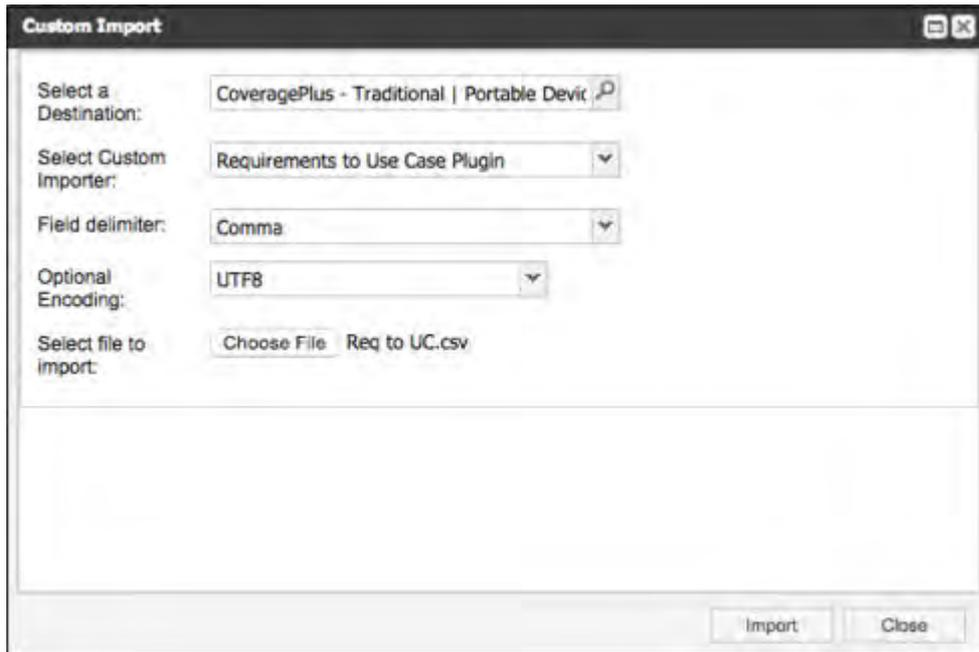 Custom Import
Select a
Destination:
CoveragePlus - Traditional | Portable Devic
Select Custom
Importer:
Requirements to Use Case Plugin
Field delimiter:
Comma
Optional
Encoding:
UTF8
Select file to
import:
Choose File Req to UC.csv
Import Close